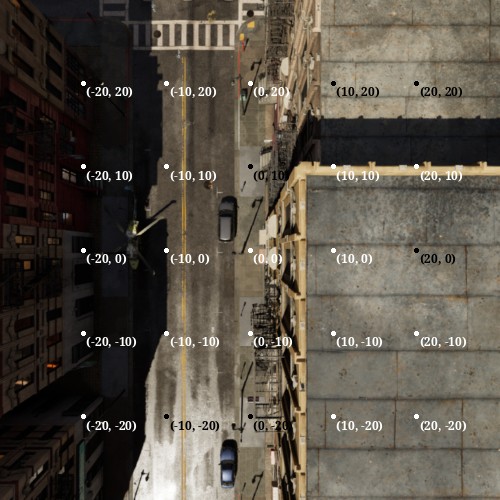 (-20, 20) (-10, 20) (0, 20) (10, 20) (20, 20)
(-20, 10) (-10, 10) (0, 10) (10, 10) (20, 10)
(-20, 0) (-10, 0) (0, 0) (10, 0) (20, 0)
(-20, -10) (-10, -10) (0, -10) (10, -10) (20, -10)
(-20, -20) (-10, -20) (0, -20) (10, -20) (20, -20)